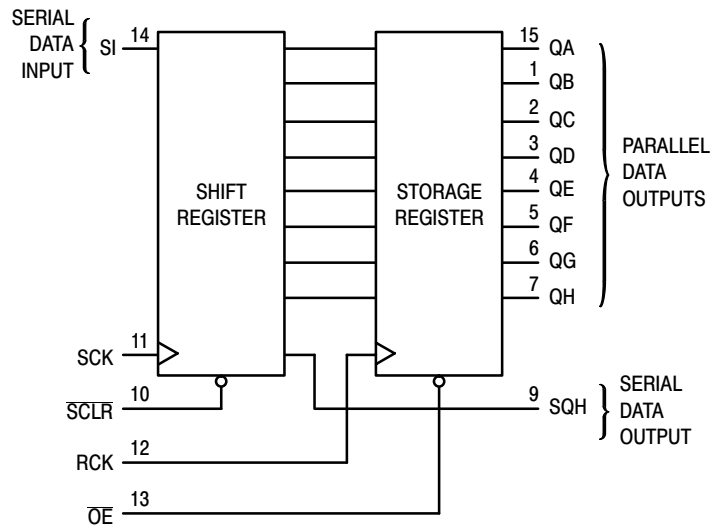 SERIAL
DATA
INPUT
SI
14
SHIFT
REGISTER
STORAGE
REGISTER
15 QA
1 QB
2 QC
3 QD
4 QE
5 QF
6 QG
7 QH
PARALLEL
DATA
OUTPUTS
SCK 11
SCLR 10
RCK 12
OE 13
9 SQH
SERIAL
DATA
OUTPUT